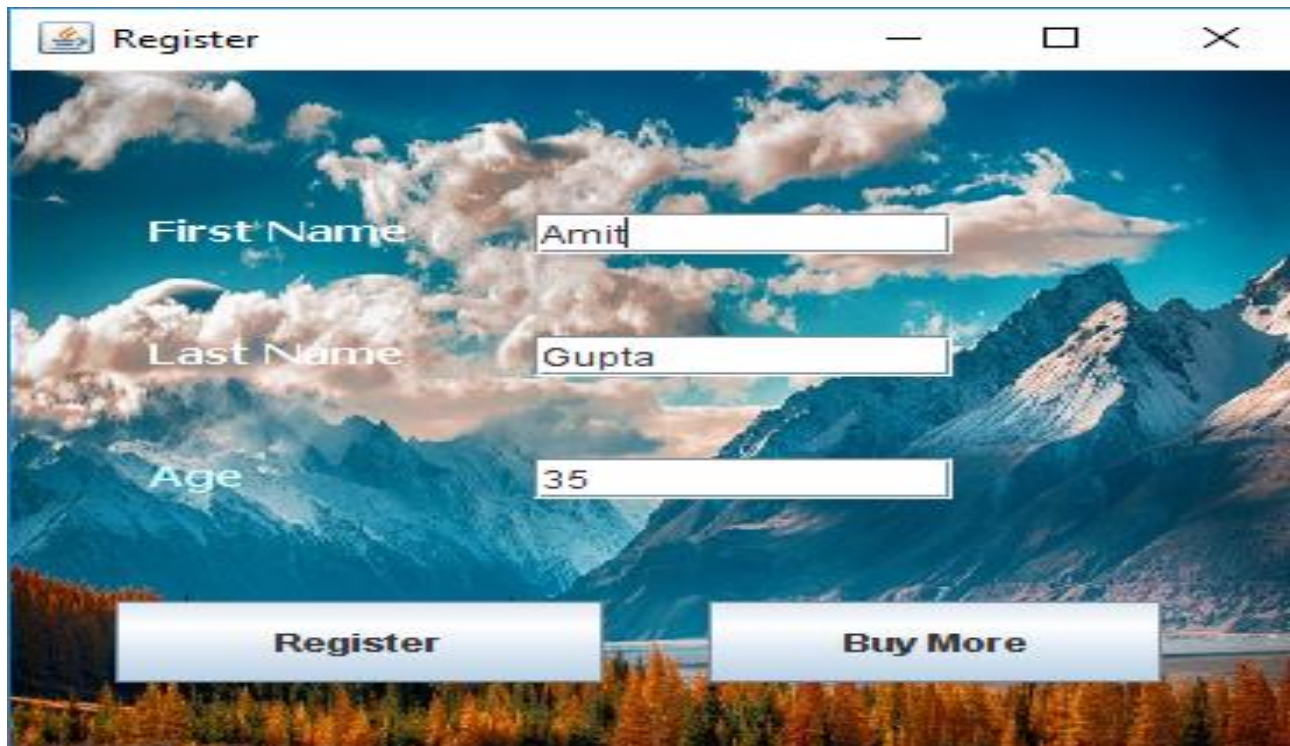 Register
First Name Amit
Last Name Gupta
Age 35
Register Buy More